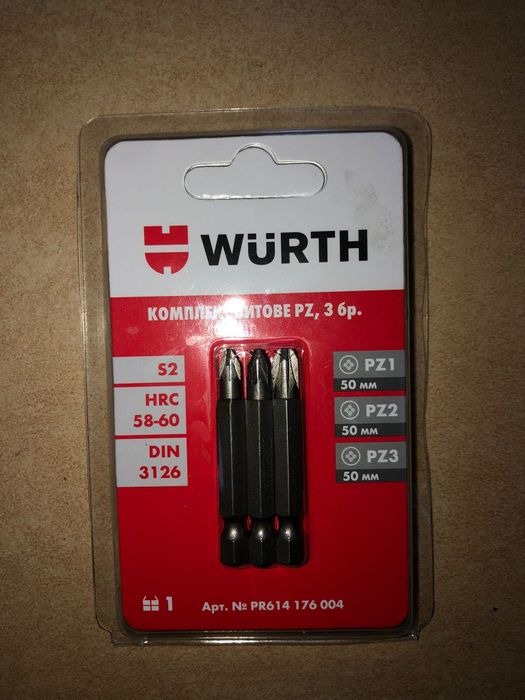 WÜRTH
КОМПЛЕКТ БИТОВЕ PZ, 3 бр.
S2
HRC
58-60
DIN
3126
PZ1
50 мм
PZ2
50 мм
PZ3
50 мм
1
Арт. № PR614 176 004